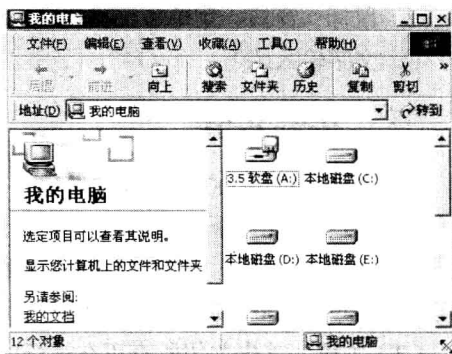 我的电脑
文件(F) 编辑(E) 查看(V) 收藏(A) 工具(T) 帮助(H)
后退 前进 向上 搜索 文件夹 历史 复制 剪切 »
地址(D) 我的电脑 转到
我的电脑
选定项目可以查看其说明。
显示您计算机上的文件和文件夹
另请参阅:
我的文档
3.5 软盘 (A:) 本地磁盘 (C:)
本地磁盘 (D:) 本地磁盘 (E:)
12 个对象 我的电脑